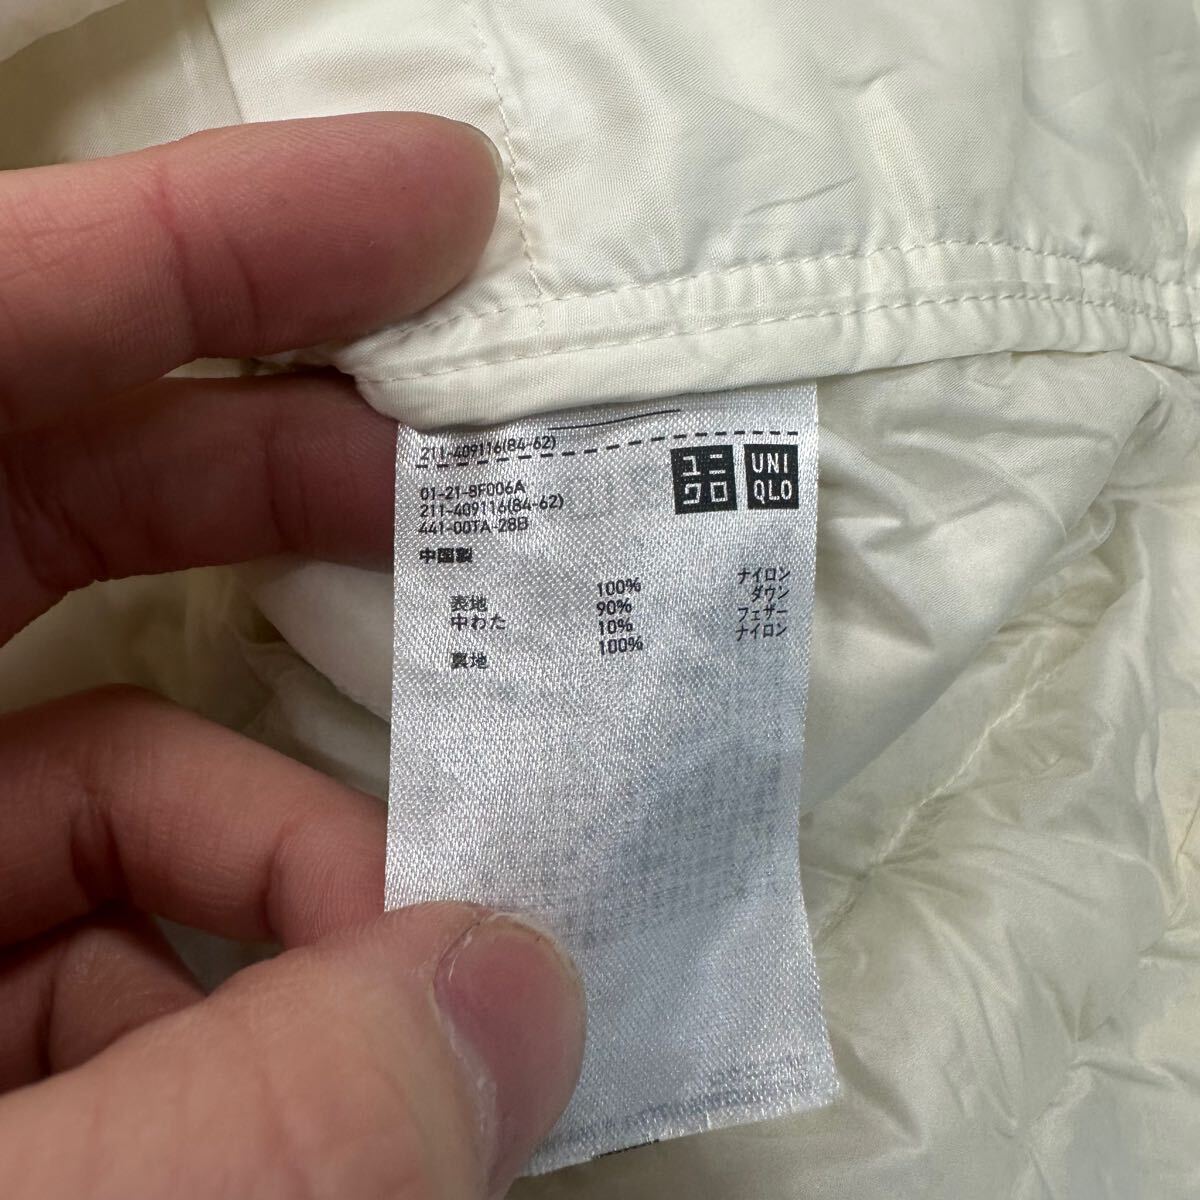 211-409116(84-62)
ユニクロ UNIQLO
01-21-8F006A
211-409116(84-62)
441-00TA-28B
中国製
表地 100% ナイロン
中わた 90% ダウン
10% フェザー
裏地 100% ナイロン